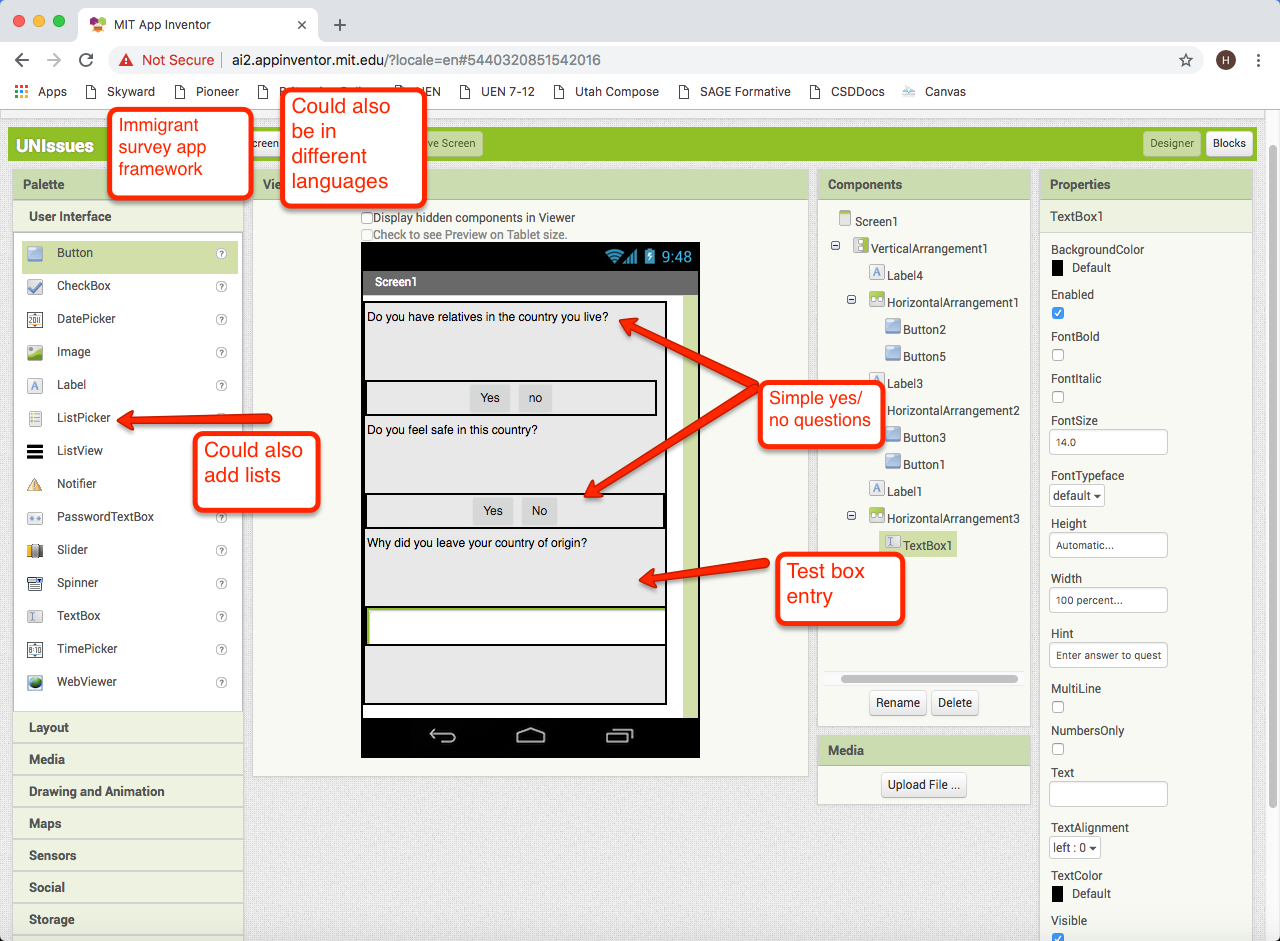 MIT App Inventor
Not Secure
ai2.appinventor.mit.edu/?locale=en#5440320851542016
H
Apps
Skyward
Pioneer
UEN 7-12
Utah Compose
SAGE Formative
CSDDocs
Canvas
Immigrant
survey app
framework
Could also
be in
different
languages
UNIssues
Screen
Designer
Blocks
Palette
User Interface
Button
CheckBox
DatePicker
Image
Label
ListPicker
ListView
Notifier
PasswordTextBox
Slider
Spinner
TextBox
TimePicker
WebViewer
Layout
Media
Drawing and Animation
Maps
Sensors
Social
Storage
Could also
add lists
Display hidden components in Viewer
Check to see Preview on Tablet size.
9:48
Screen1
Do you have relatives in the country you live?
Yes
no
Do you feel safe in this country?
Yes
No
Why did you leave your country of origin?
Simple yes/
no questions
Test box
entry
Components
Screen1
VerticalArrangement1
Label4
HorizontalArrangement1
Button2
Button5
Label3
HorizontalArrangement2
Button3
Button1
Label1
HorizontalArrangement3
TextBox1
Rename
Delete
Media
Upload File ...
Properties
TextBox1
BackgroundColor
Default
Enabled
FontBold
FontItalic
FontSize
14.0
FontTypeface
default
Height
Automatic...
Width
100 percent...
Hint
Enter answer to quest
MultiLine
NumbersOnly
Text
TextAlignment
left : 0
TextColor
Default
Visible